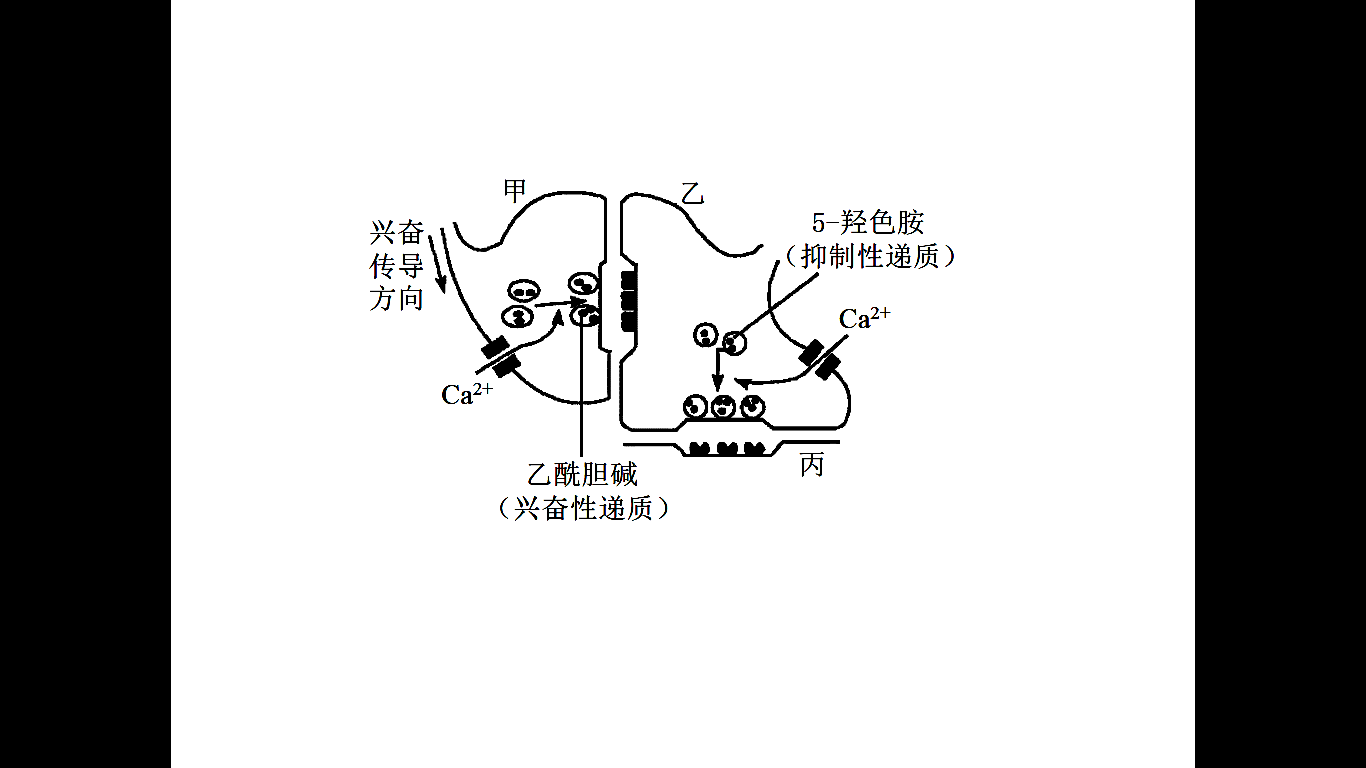 甲
乙
兴奋
传导
方向
5-羟色胺
（抑制性递质）
Ca²⁺
Ca²⁺
丙
乙酰胆碱
（兴奋性递质）